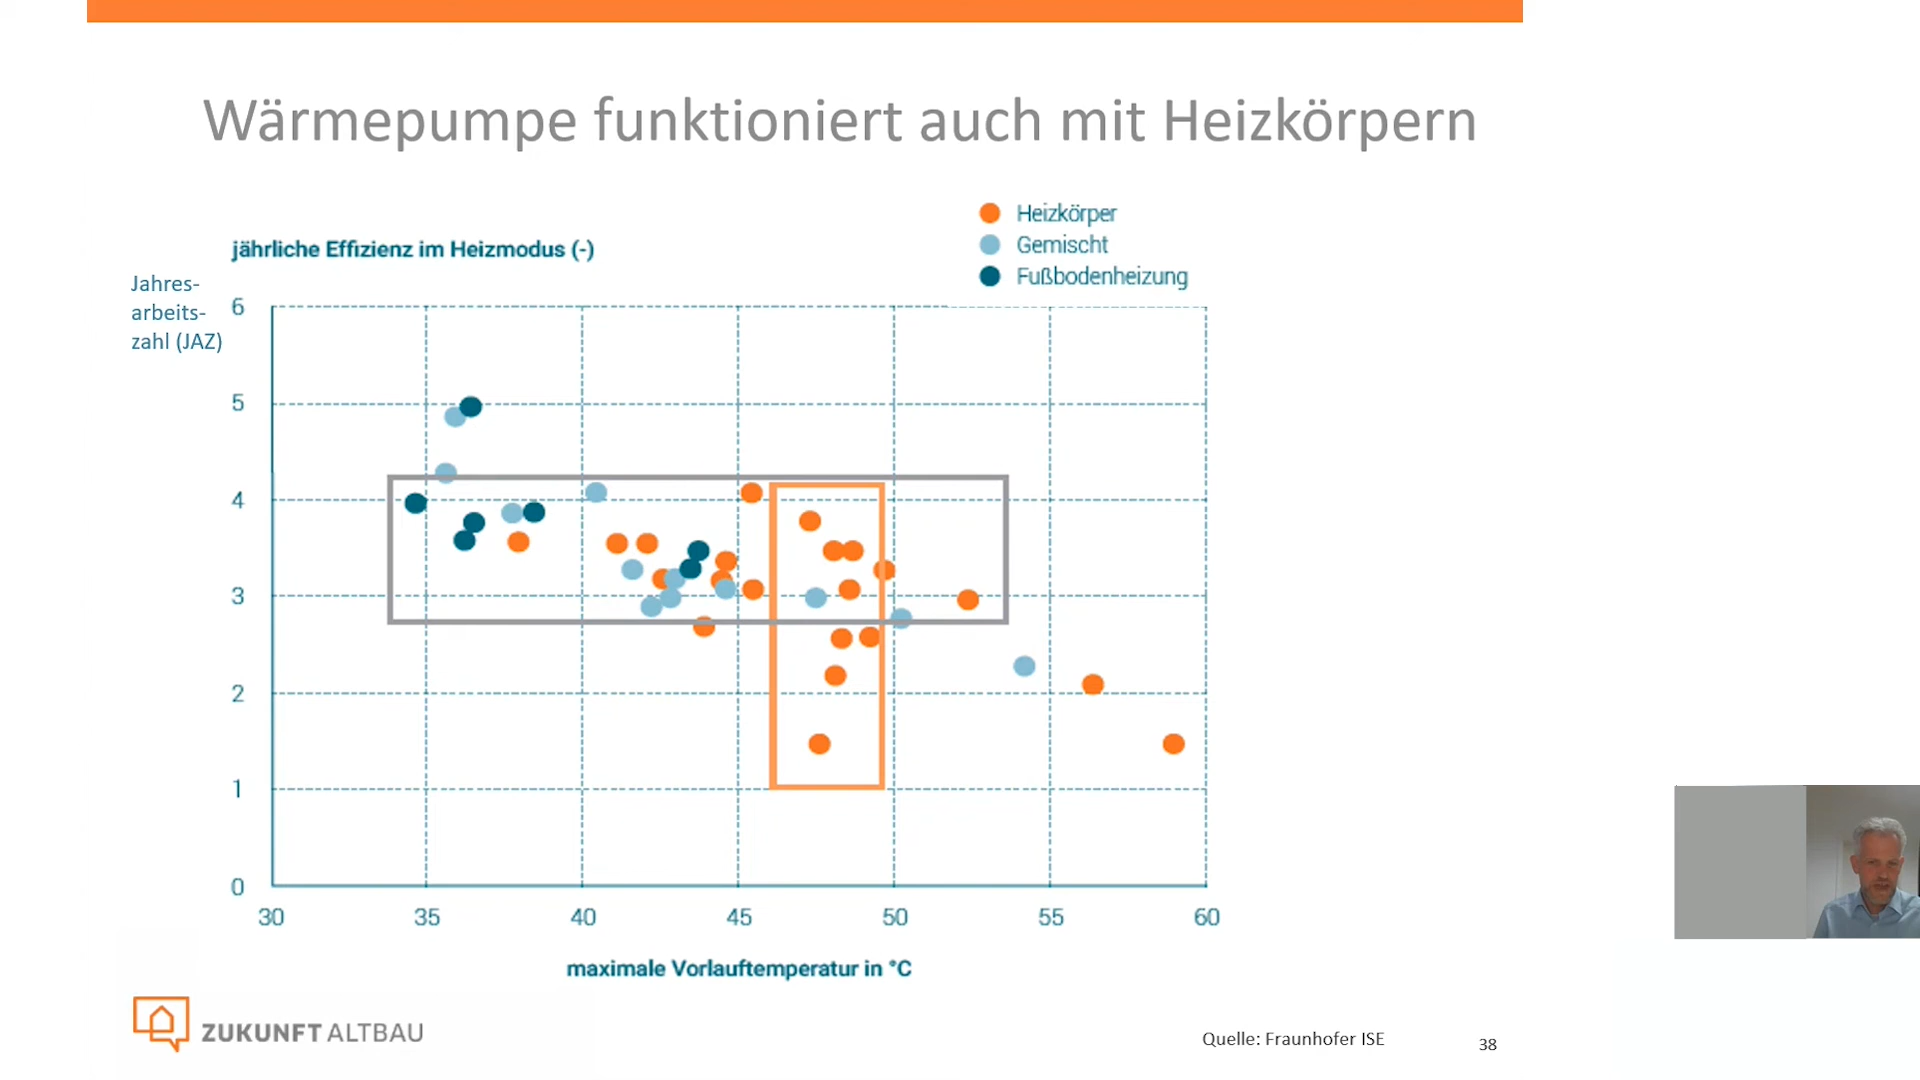 Wärmepumpe funktioniert auch mit Heizkörpern
Heizkörper
Gemischt
Fußbodenheizung
jährliche Effizienz im Heizmodus (-)
Jahres-
arbeits-
zahl (JAZ)
6
5
4
3
2
1
0
30 35 40 45 50 55 60
maximale Vorlauftemperatur in °C
ZUKUNFT ALTBAU
Quelle: Fraunhofer ISE
38